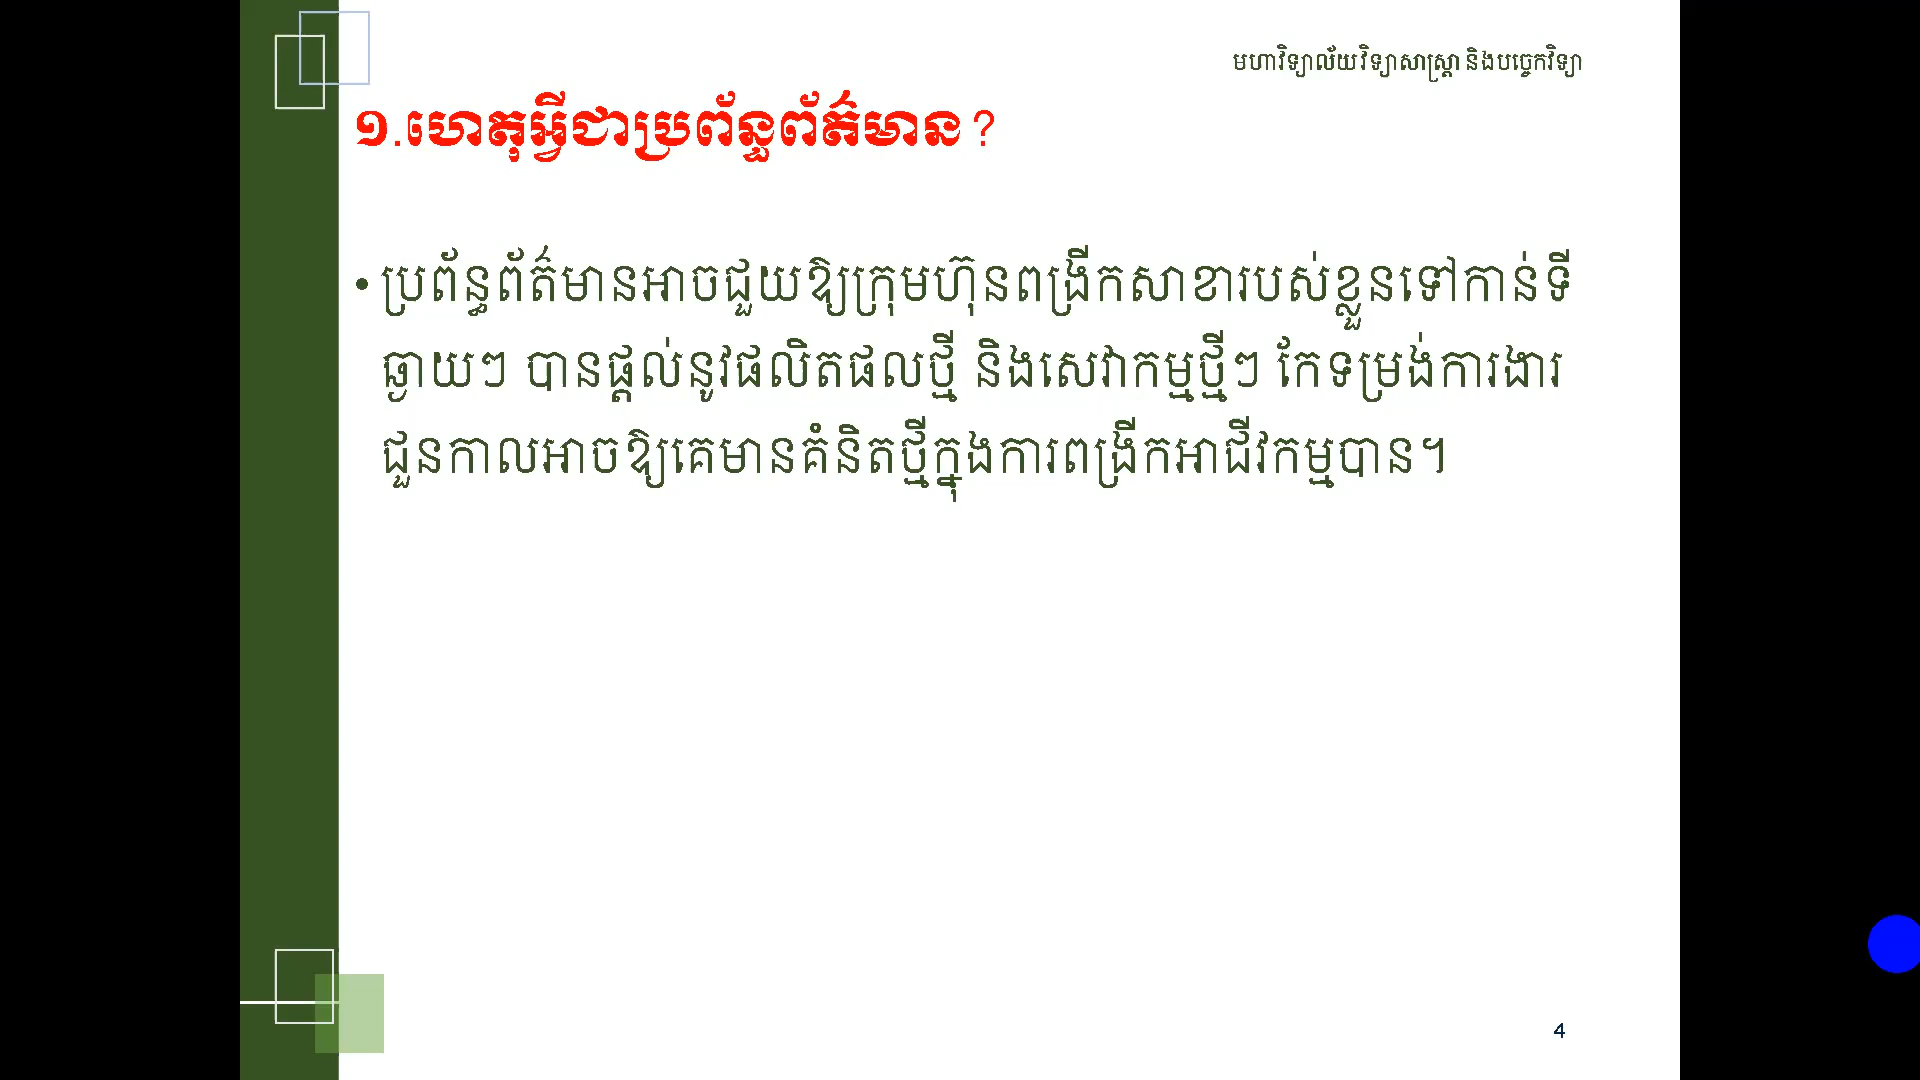 មហាវិទ្យាល័យវិទ្យាសាស្ត្រា និងបច្ចេកវិទ្យា
១.ហេតុអ្វីជាប្រព័ន្ធព័ត៌មាន?
• ប្រព័ន្ធព័ត៌មានអាចជួយឱ្យក្រុមហ៊ុនពង្រីកសាខារបស់ខ្លួនទៅកាន់ទី
ឆ្ងាយៗ បានផ្តល់នូវផលិតផលថ្មី និងសេវាកម្មថ្មីៗ កែទម្រង់ការងារ
ជួនកាលអាចឱ្យគេមានគំនិតថ្មីក្នុងការពង្រីកអាជីវកម្មបាន។
4